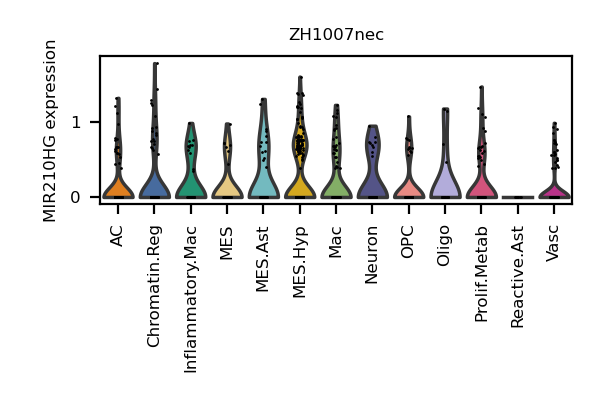 ZH1007nec
MIR210HG expression
1
0
AC
Chromatin.Reg
Inflammatory.Mac
MES
MES.Ast
MES.Hyp
Mac
Neuron
OPC
Oligo
Prolif.Metab
Reactive.Ast
Vasc